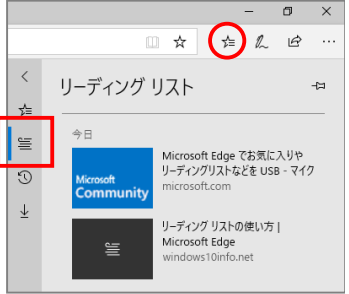 リーディング リスト
今日
Microsoft Edge でお気に入りや
リーディングリストなどを USB - マイク
microsoft.com
Microsoft
Community
リーディング リストの使い方 |
Microsoft Edge
windows10info.net